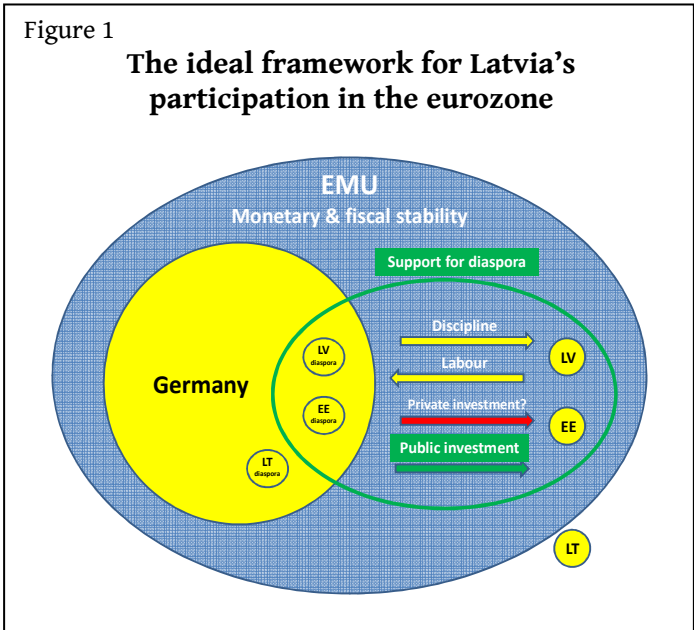 Figure 1
The ideal framework for Latvia's
participation in the eurozone
EMU
Monetary & fiscal stability
Support for diaspora
Discipline
LV
diaspora
LV
Labour
Germany
Private investment?
EE
diaspora
EE
Public investment
LT
diaspora
LT